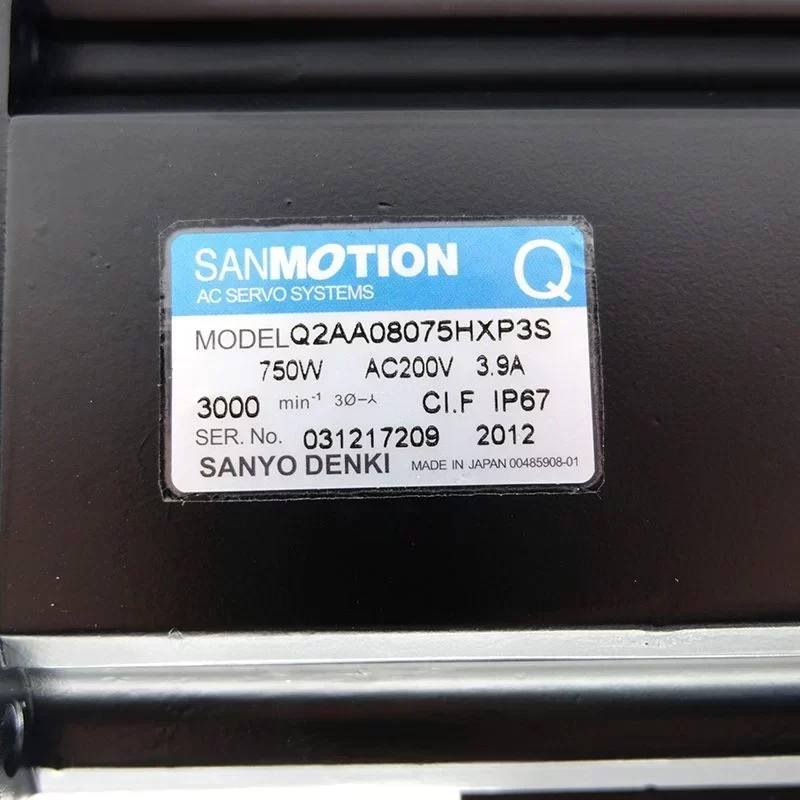 SANMOTION Q
AC SERVO SYSTEMS
MODEL Q2AA08075HXP3S
750W AC200V 3.9A
3000 min⁻¹ 3Ø-⅄ CI.F IP67
SER. No. 031217209 2012
SANYO DENKI MADE IN JAPAN 00485908-01